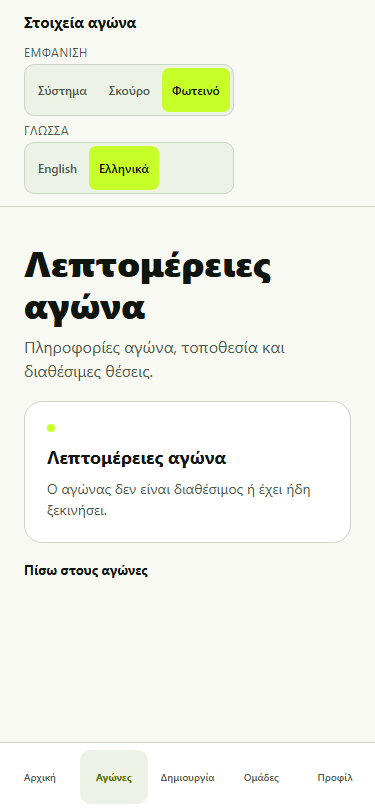 Στοιχεία αγώνα
ΕΜΦΑΝΙΣΗ
Σύστημα Σκούρο Φωτεινό
ΓΛΩΣΣΑ
English Ελληνικά
Λεπτομέρειες
αγώνα
Πληροφορίες αγώνα, τοποθεσία και
διαθέσιμες θέσεις.
Λεπτομέρειες αγώνα
Ο αγώνας δεν είναι διαθέσιμος ή έχει ήδη
ξεκινήσει.
Πίσω στους αγώνες
Αρχική Αγώνες Δημιουργία Ομάδες Προφίλ